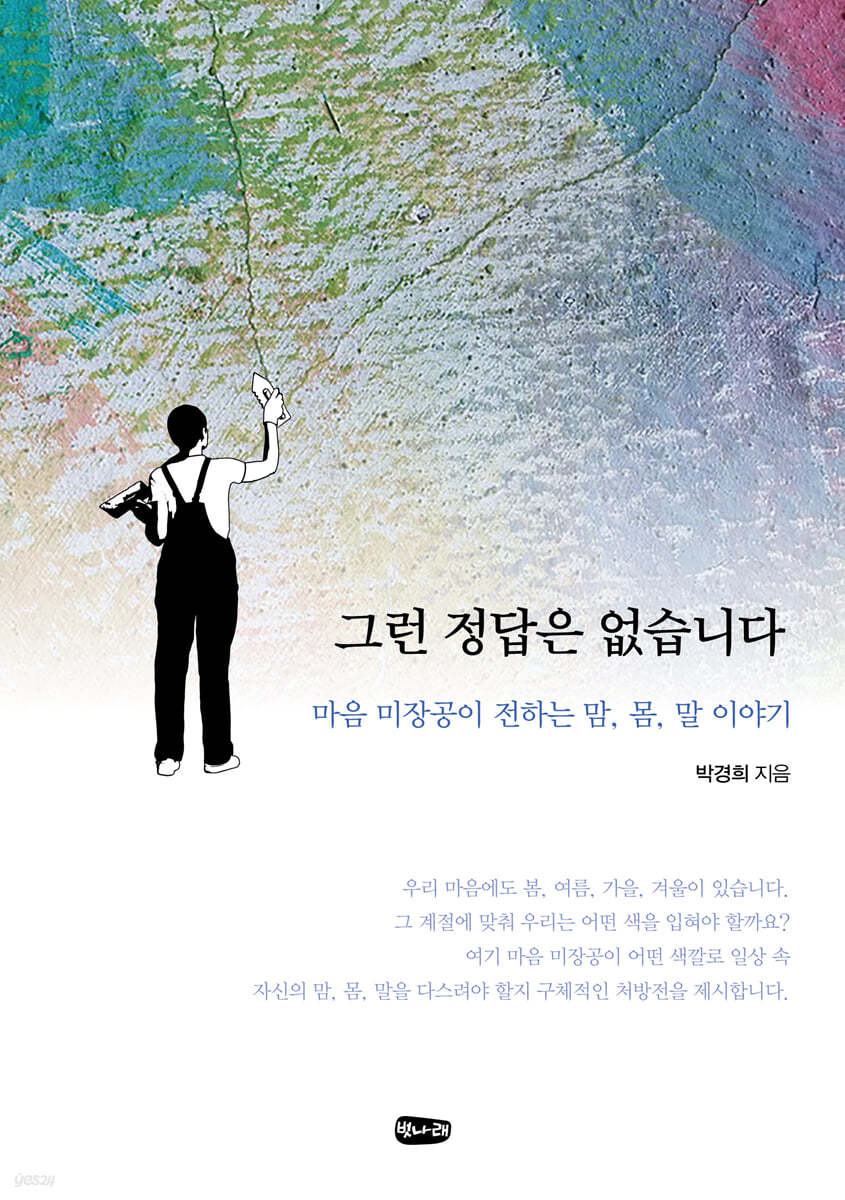 그런 정답은 없습니다
마음 미장공이 전하는 맘, 몸, 말 이야기
박경희 지음
우리 마음에도 봄, 여름, 가을, 겨울이 있습니다.
그 계절에 맞춰 우리는 어떤 색을 입혀야 할까요?
여기 마음 미장공이 어떤 색깔로 일상 속
자신의 맘, 몸, 말을 다스려야 할지 구체적인 처방전을 제시합니다.
벗나래
yes24